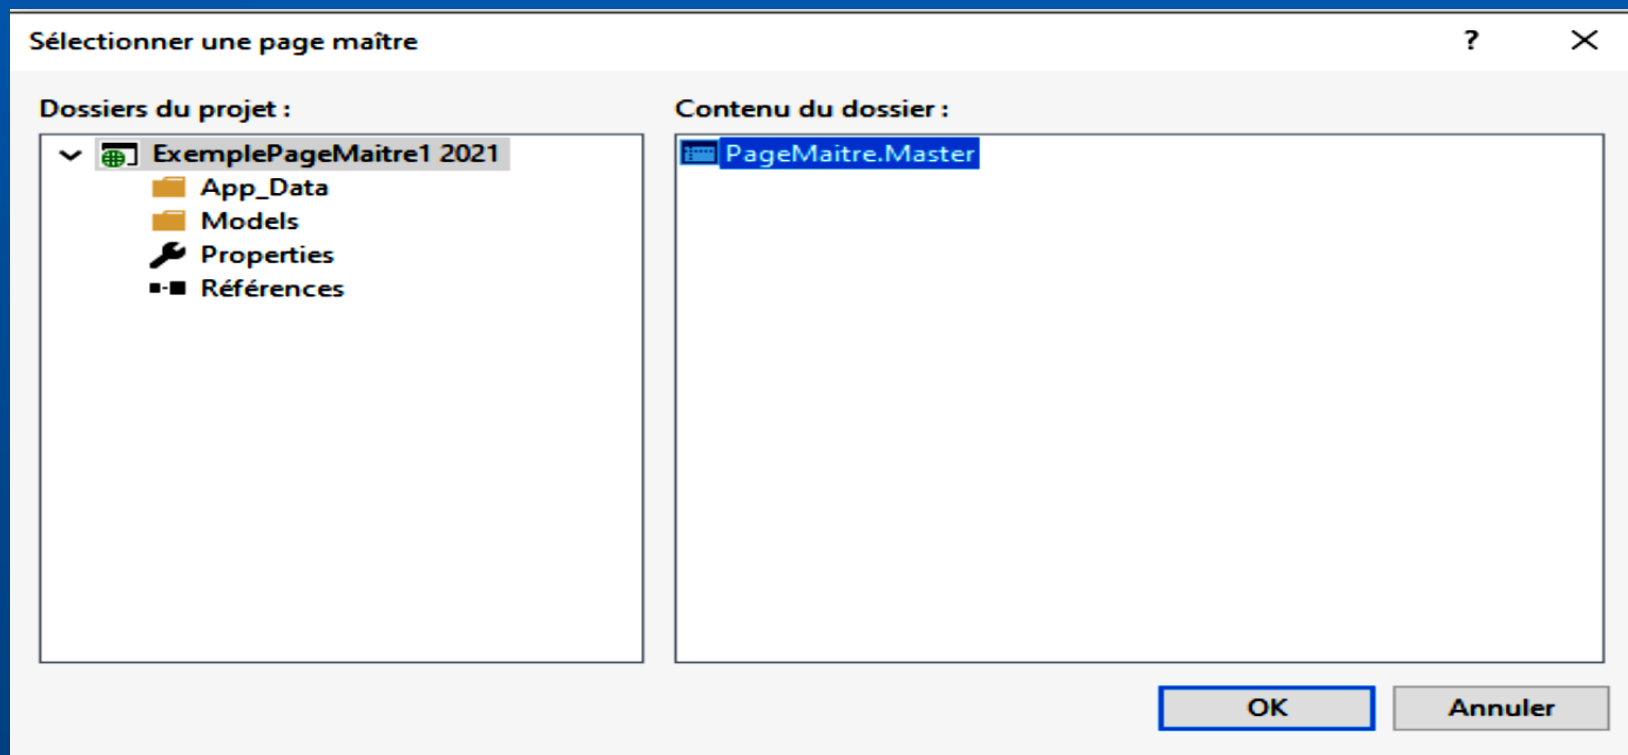 Sélectionner une page maître
?
Dossiers du projet :
Contenu du dossier :
ExemplePageMaitre1 2021
App_Data
Models
Properties
Références
PageMaitre.Master
OK
Annuler